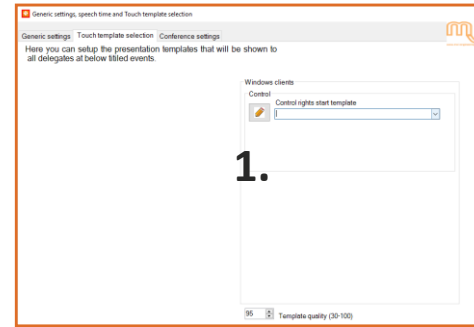 Generic settings, speech time and Touch template selection
Generic settings Touch template selection Conference settings
Here you can setup the presentation templates that will be shown to
all delegates at below titled events.
Windows clients
Control
Control rights start template
1.
95 Template quality (30-100)